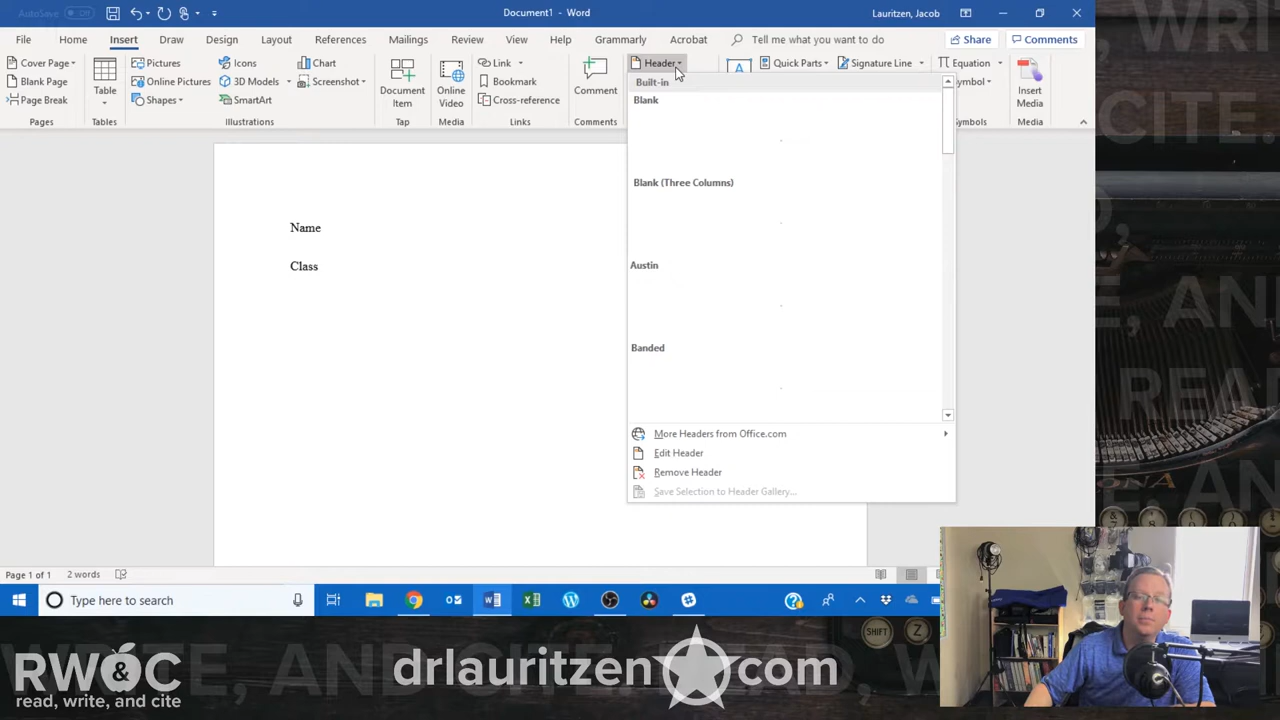 AutoSave Off
Document1 - Word
Lauritzen, Jacob
File Home Insert Draw Design Layout References Mailings Review View Help Grammarly Acrobat Tell me what you want to do Share Comments
Cover Page
Blank Page
Page Break
Pages
Table
Tables
Pictures
Online Pictures
Shapes
Icons
3D Models
SmartArt
Chart
Screenshot
Illustrations
Document
Item
Tap
Online
Video
Media
Link
Bookmark
Cross-reference
Links
Comment
Comments
Header
A
Quick Parts
Signature Line
Equation
Symbol
Symbols
Insert
Media
Media
Built-in
Blank
Blank (Three Columns)
Austin
Banded
More Headers from Office.com
Edit Header
Remove Header
Save Selection to Header Gallery...
Name
Class
Page 1 of 1 2 words
Type here to search
RW&C
read, write, and cite
drlauritzen com
SHIFT
Z